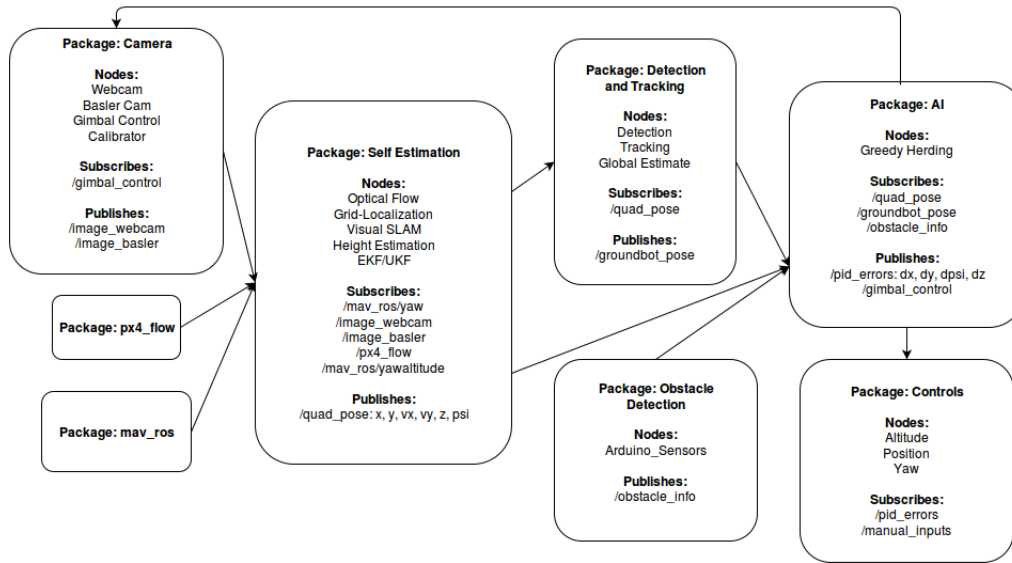 Package: Camera
Nodes:
Webcam
Basler Cam
Gimbal Control
Calibrator
Subscribes:
/gimbal_control
Publishes:
/image_webcam
/image_basler
Package: px4_flow
Package: mav_ros
Package: Self Estimation
Nodes:
Optical Flow
Grid-Localization
Visual SLAM
Height Estimation
EKF/UKF
Subscribes:
/mav_ros/yaw
/image_webcam
/image_basler
/px4_flow
/mav_ros/yawaltitude
Publishes:
/quad_pose: x, y, vx, vy, z, psi
Package: Detection
and Tracking
Nodes:
Detection
Tracking
Global Estimate
Subscribes:
/quad_pose
Publishes:
/groundbot_pose
Package: Obstacle
Detection
Nodes:
Arduino_Sensors
Publishes:
/obstacle_info
Package: AI
Nodes:
Greedy Herding
Subscribes:
/quad_pose
/groundbot_pose
/obstacle_info
Publishes:
/pid_errors: dx, dy, dpsi, dz
/gimbal_control
Package: Controls
Nodes:
Altitude
Position
Yaw
Subscribes:
/pid_errors
/manual_inputs